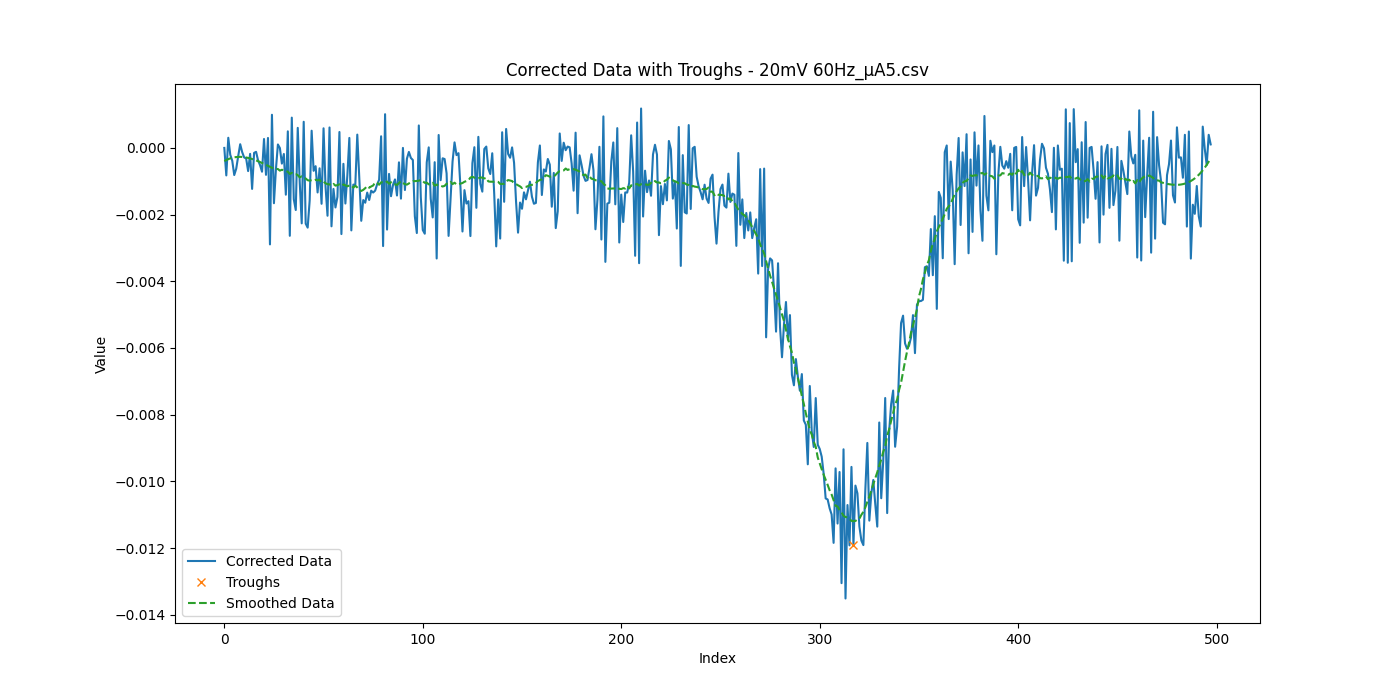 Corrected Data with Troughs - 20mV 60Hz_µA5.csv
0.000
−0.002
−0.004
−0.006
−0.008
−0.010
−0.012
−0.014
Value
Corrected Data
Troughs
Smoothed Data
0 100 200 300 400 500
Index